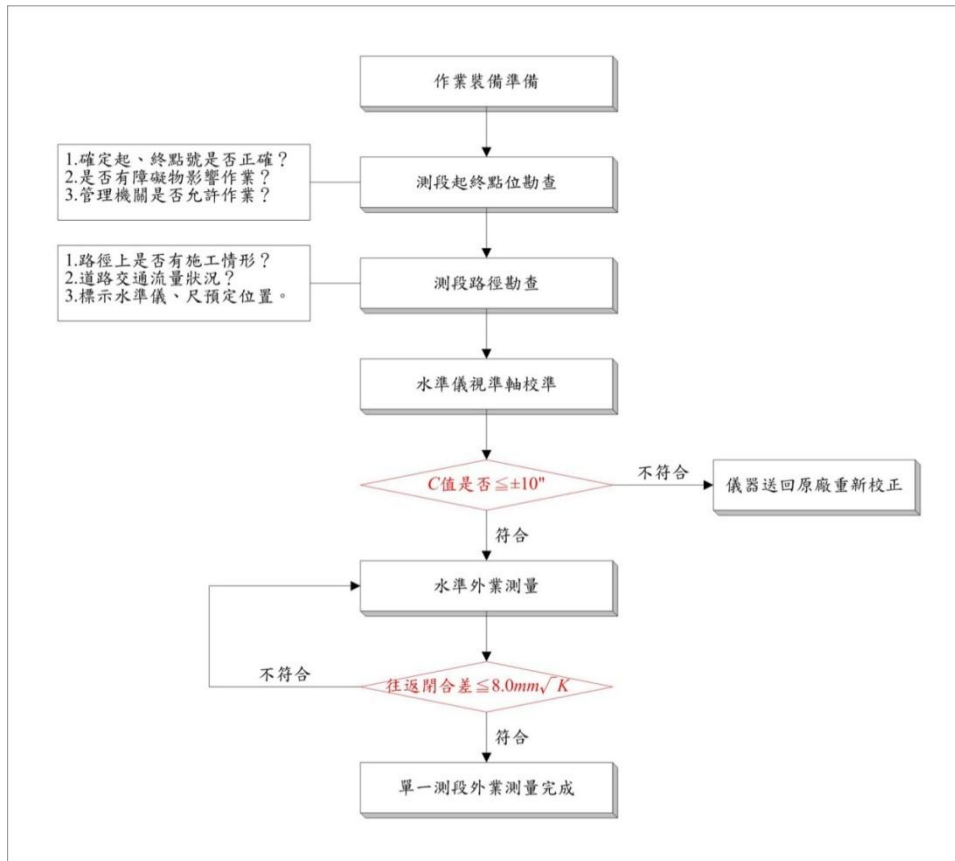 作業裝備準備
1.確定起、終點號是否正確？
2.是否有障礙物影響作業？
3.管理機關是否允許作業？
測段起終點位勘查
1.路徑上是否有施工情形？
2.道路交通流量狀況？
3.標示水準儀、尺預定位置。
測段路徑勘查
水準儀視準軸校準
C值是否≦±10"
不符合
儀器送回原廠重新校正
符合
水準外業測量
不符合
往返閉合差≦8.0mm√K
符合
單一測段外業測量完成